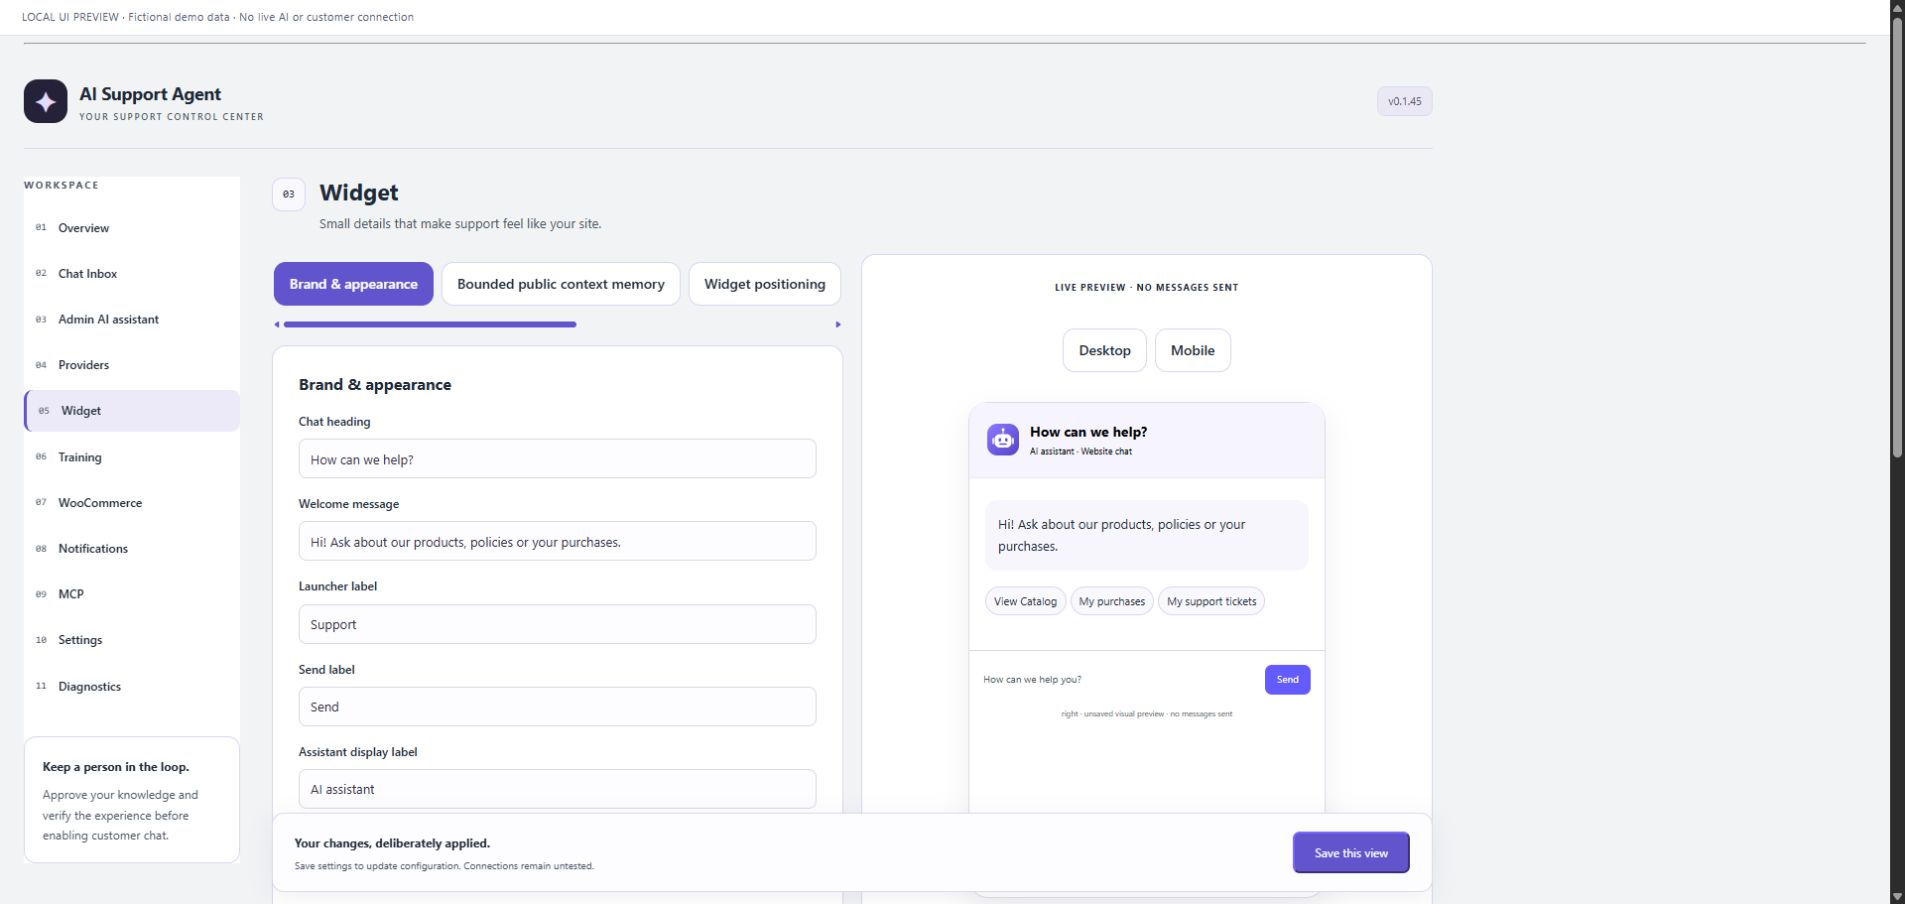 LOCAL UI PREVIEW · Fictional demo data · No live AI or customer connection
AI Support Agent
YOUR SUPPORT CONTROL CENTER
v0.1.45
WORKSPACE
01 Overview
02 Chat Inbox
03 Admin AI assistant
04 Providers
05 Widget
06 Training
07 WooCommerce
08 Notifications
09 MCP
10 Settings
11 Diagnostics
Keep a person in the loop.
Approve your knowledge and
verify the experience before
enabling customer chat.
03 Widget
Small details that make support feel like your site.
Brand & appearance
Bounded public context memory
Widget positioning
Brand & appearance
Chat heading
How can we help?
Welcome message
Hi! Ask about our products, policies or your purchases.
Launcher label
Support
Send label
Send
Assistant display label
AI assistant
LIVE PREVIEW · NO MESSAGES SENT
Desktop
Mobile
How can we help?
AI assistant · Website chat
Hi! Ask about our products, policies or your
purchases.
View Catalog
My purchases
My support tickets
How can we help you?
Send
right · unsaved visual preview · no messages sent
Your changes, deliberately applied.
Save settings to update configuration. Connections remain untested.
Save this view